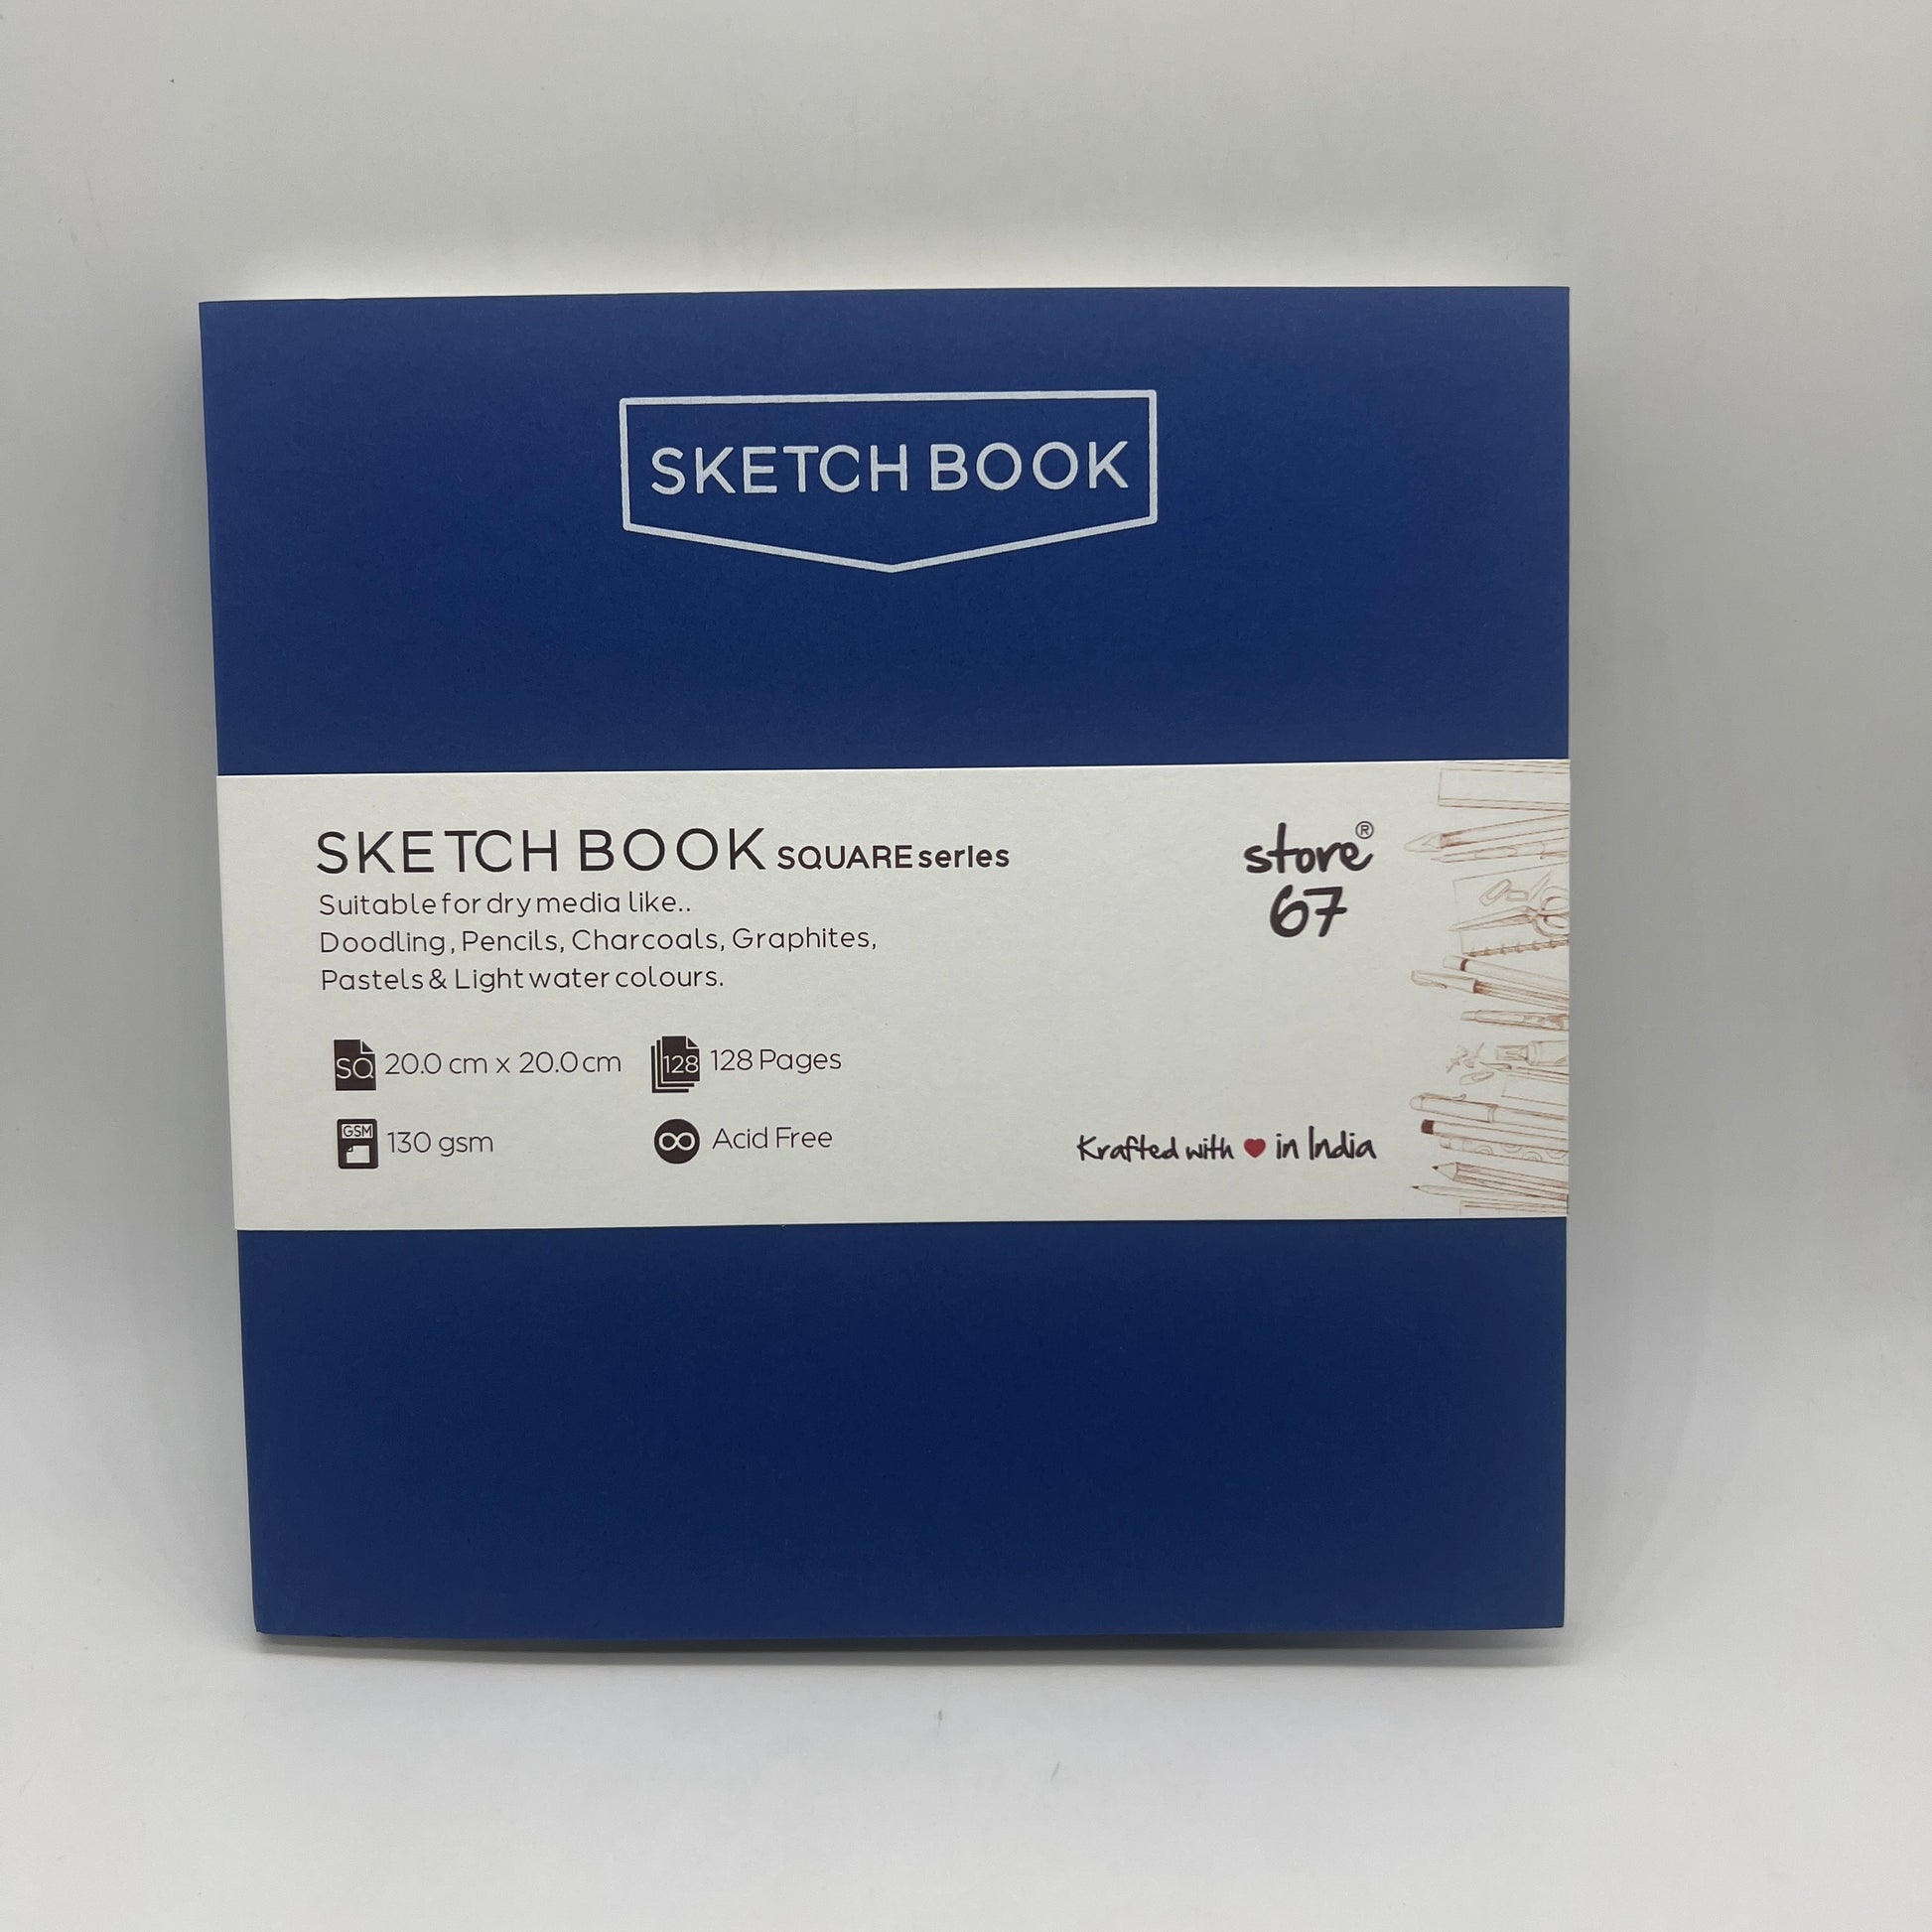 SKETCH BOOK
SKETCH BOOK SQUARE series
Suitable for dry media like..
Doodling, Pencils, Charcoals, Graphites,
Pastels & Light water colours.
store®
67
SQ 20.0 cm x 20.0 cm
128 128 Pages
GSM 130 gsm
Acid Free
Krafted with ♥ in India